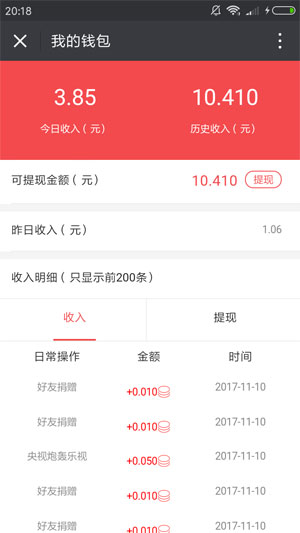 20:18
我的钱包
3.85 10.410
今日收入（元） 历史收入（元）
可提现金额（元） 10.410 提现
昨日收入（元） 1.06
收入明细（只显示前200条）
收入 提现
日常操作 金额 时间
好友捐赠 +0.010 2017-11-10
好友捐赠 +0.010 2017-11-10
央视炮轰乐视 +0.050 2017-11-10
好友捐赠 +0.010 2017-11-10
好友捐赠 +0.010 2017-11-10